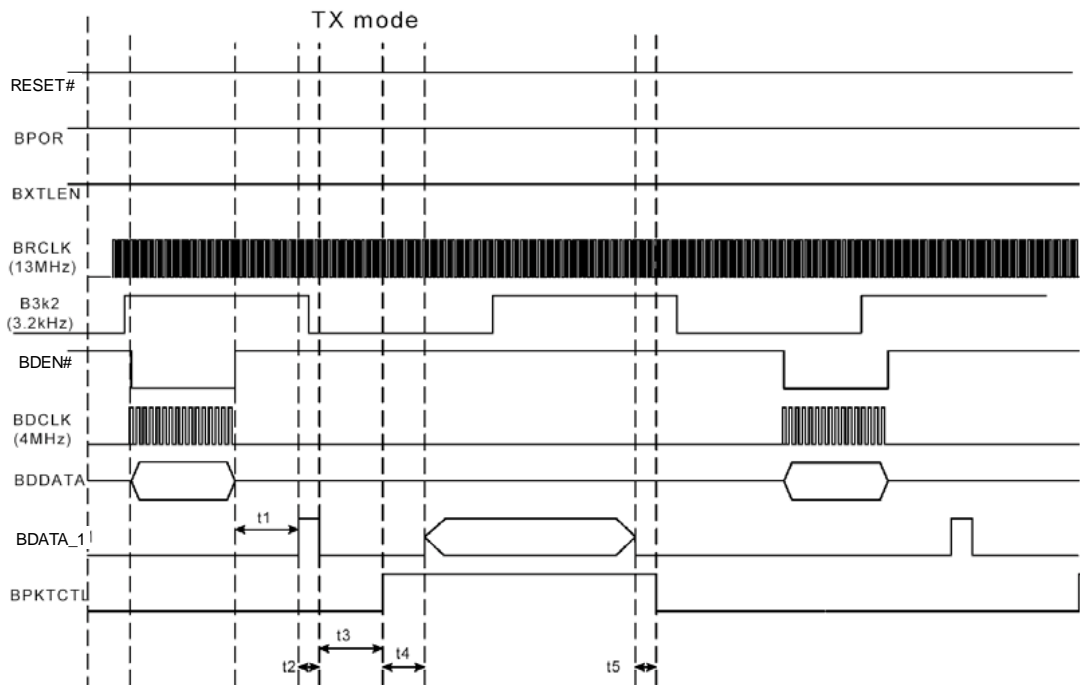 TX mode
RESET#
BPOR
BXTLEN
BRCLK
(13MHz)
B3k2
(3.2kHz)
BDEN#
BDCLK
(4MHz)
BDDATA
t1
BDATA_1
BPKTCTL
t3
t2
t4
t5